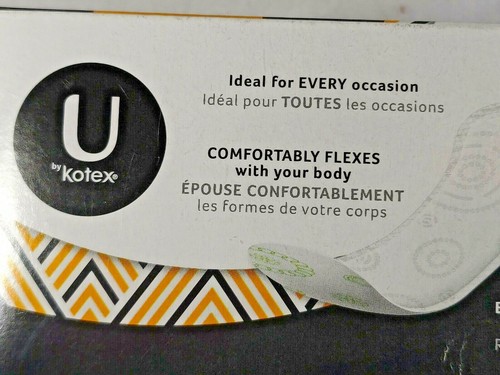 U
by kotex®
Ideal for EVERY occasion
Idéal pour TOUTES les occasions
COMFORTABLY FLEXES
with your body
ÉPOUSE CONFORTABLEMENT
les formes de votre corps